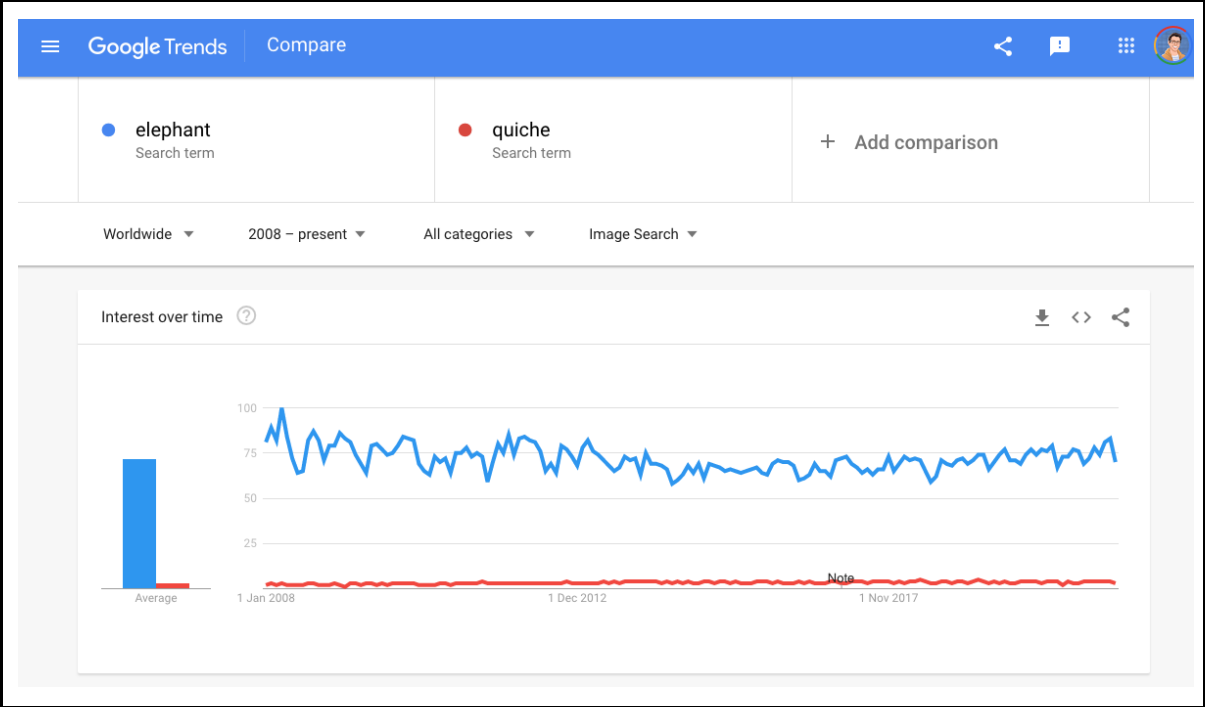 Google Trends Compare
elephant
Search term
quiche
Search term
+ Add comparison
Worldwide 2008 – present All categories Image Search
Interest over time ?
100
75
50
25
Note
Average 1 Jan 2008 1 Dec 2012 1 Nov 2017